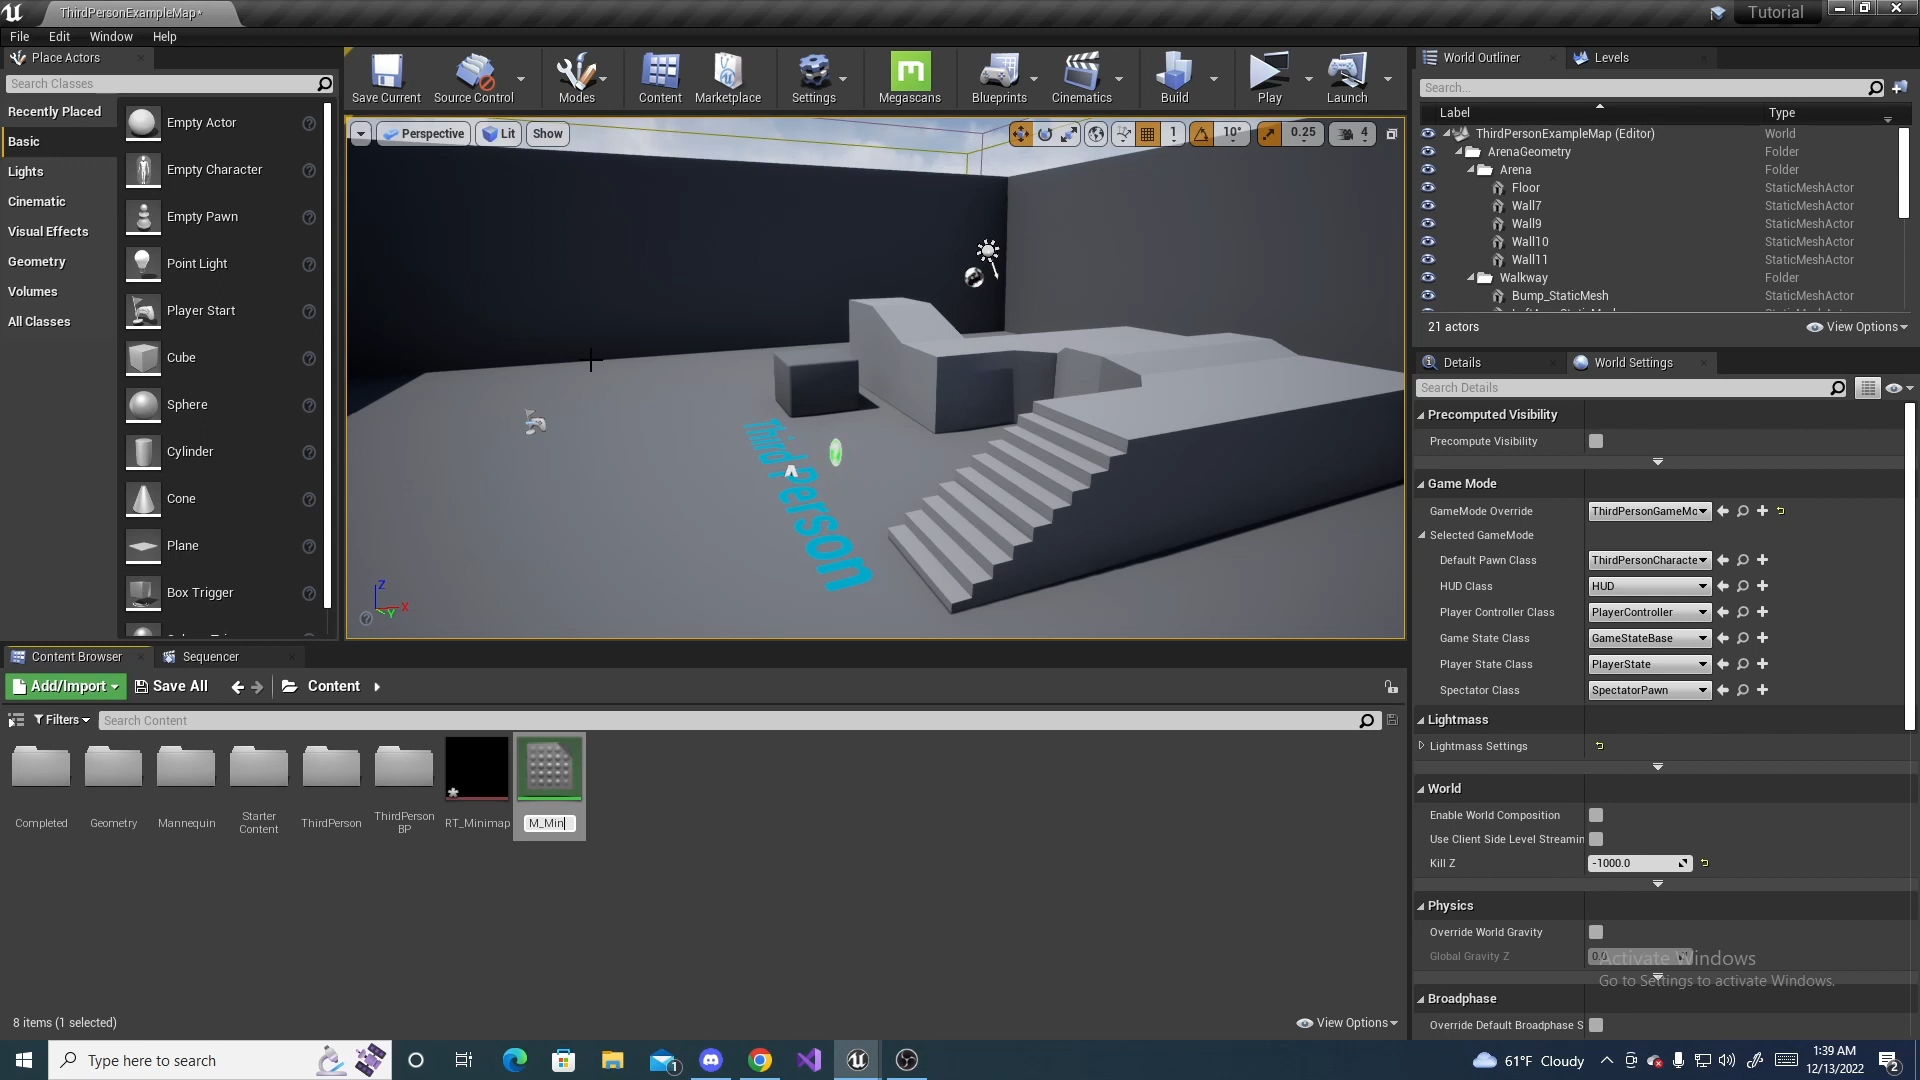 ThirdPersonExampleMap*
Tutorial
File Edit Window Help
Place Actors
Search Classes
Recently Placed
Basic
Lights
Cinematic
Visual Effects
Geometry
Volumes
All Classes
Empty Actor
Empty Character
Empty Pawn
Point Light
Player Start
Cube
Sphere
Cylinder
Cone
Plane
Box Trigger
Save Current
Source Control
Modes
Content
Marketplace
Settings
Megascans
Blueprints
Cinematics
Build
Play
Launch
Perspective Lit Show
1 10° 0.25 4
Third Person
Z X Y
World Outliner Levels
Search...
Label Type
ThirdPersonExampleMap (Editor) World
ArenaGeometry Folder
Arena Folder
Floor StaticMeshActor
Wall7 StaticMeshActor
Wall9 StaticMeshActor
Wall10 StaticMeshActor
Wall11 StaticMeshActor
Walkway Folder
Bump_StaticMesh StaticMeshActor
21 actors View Options
Details World Settings
Search Details
Precomputed Visibility
Precompute Visibility
Game Mode
GameMode Override ThirdPersonGameMo
Selected GameMode
Default Pawn Class ThirdPersonCharacte
HUD Class HUD
Player Controller Class PlayerController
Game State Class GameStateBase
Player State Class PlayerState
Spectator Class SpectatorPawn
Lightmass
Lightmass Settings
World
Enable World Composition
Use Client Side Level Streamin
Kill Z -1000.0
Physics
Override World Gravity
Global Gravity Z 0.0
Broadphase
Override Default Broadphase S
Activate Windows
Go to Settings to activate Windows.
Content Browser Sequencer
Add/Import Save All Content
Filters Search Content
Completed
Geometry
Mannequin
Starter Content
ThirdPerson
ThirdPerson BP
RT_Minimap
M_Min
8 items (1 selected) View Options
Type here to search
1
61°F Cloudy
1:39 AM
12/13/2022
2